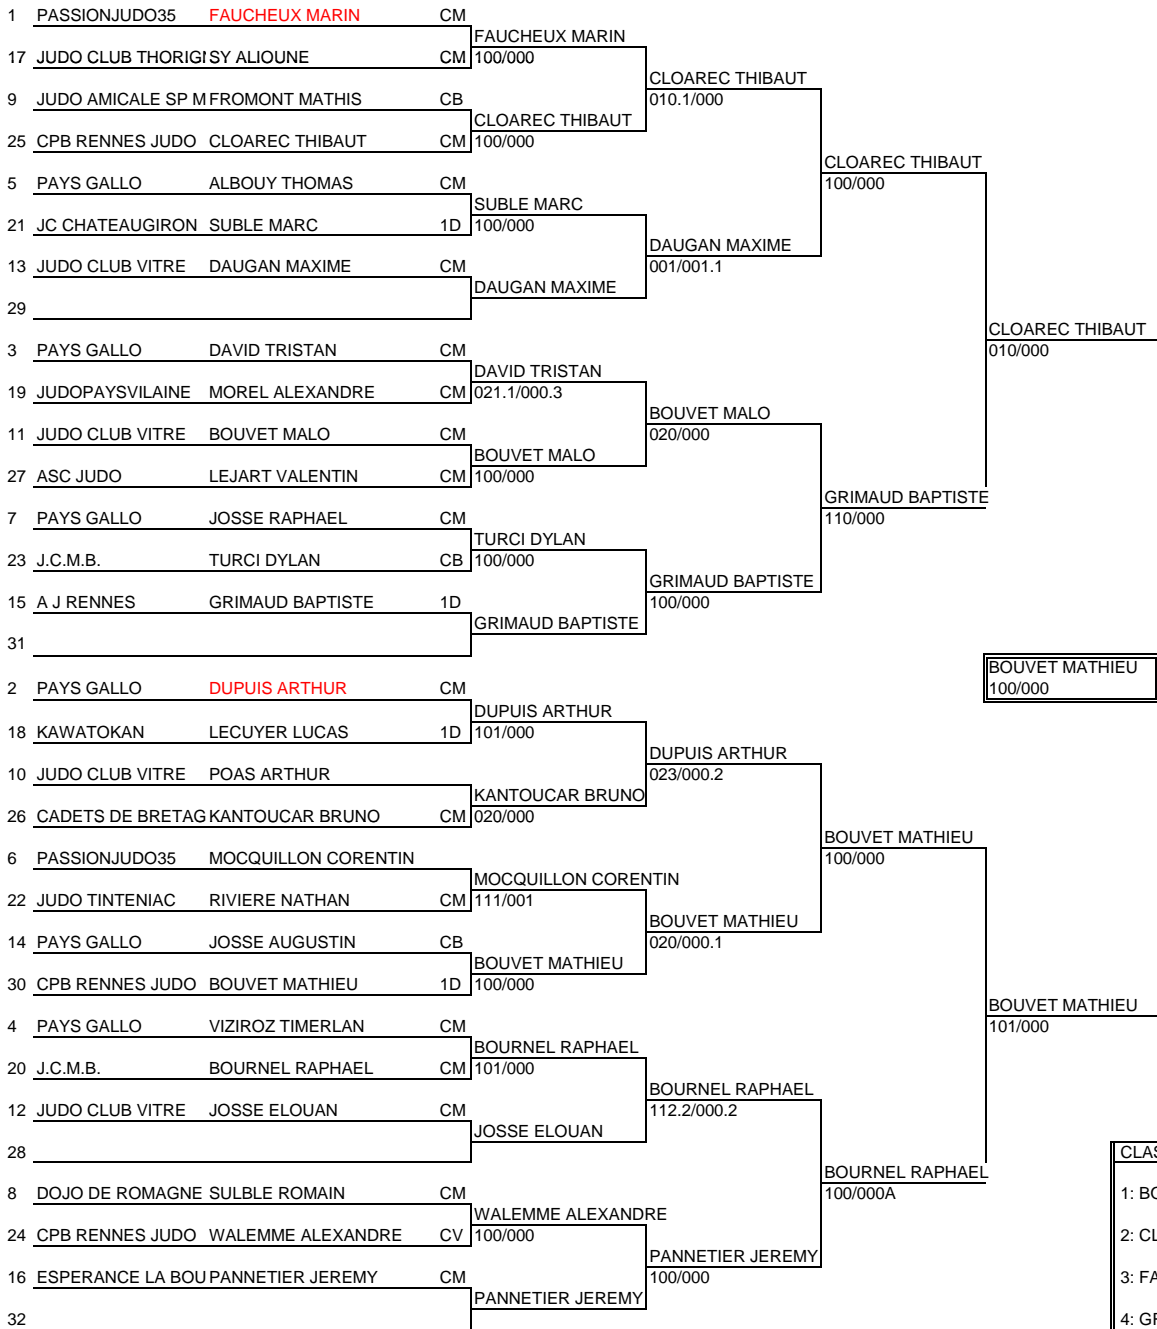 1 PASSIONJUDO35 FAUCHEUX MARIN CM
FAUCHEUX MARIN
17 JUDO CLUB THORIGI SY ALIOUNE CM 100/000
CLOAREC THIBAUT
9 JUDO AMICALE SP M FROMONT MATHIS CB 010.1/000
CLOAREC THIBAUT
25 CPB RENNES JUDO CLOAREC THIBAUT CM 100/000
CLOAREC THIBAUT
5 PAYS GALLO ALBOUY THOMAS CM 100/000
SUBLE MARC
21 JC CHATEAUGIRON SUBLE MARC 1D 100/000
DAUGAN MAXIME
13 JUDO CLUB VITRE DAUGAN MAXIME CM 001/001.1
DAUGAN MAXIME
29
CLOAREC THIBAUT
3 PAYS GALLO DAVID TRISTAN CM 010/000
DAVID TRISTAN
19 JUDOPAYSVILAINE MOREL ALEXANDRE CM 021.1/000.3
BOUVET MALO
11 JUDO CLUB VITRE BOUVET MALO CM 020/000
BOUVET MALO
27 ASC JUDO LEJART VALENTIN CM 100/000
GRIMAUD BAPTISTE
7 PAYS GALLO JOSSE RAPHAEL CM 110/000
TURCI DYLAN
23 J.C.M.B. TURCI DYLAN CB 100/000
GRIMAUD BAPTISTE
15 A J RENNES GRIMAUD BAPTISTE 1D 100/000
GRIMAUD BAPTISTE
31
BOUVET MATHIEU
2 PAYS GALLO DUPUIS ARTHUR CM 100/000
DUPUIS ARTHUR
18 KAWATOKAN LECUYER LUCAS 1D 101/000
DUPUIS ARTHUR
10 JUDO CLUB VITRE POAS ARTHUR 023/000.2
KANTOUCAR BRUNO
26 CADETS DE BRETAG KANTOUCAR BRUNO CM 020/000
BOUVET MATHIEU
6 PASSIONJUDO35 MOCQUILLON CORENTIN 100/000
MOCQUILLON CORENTIN
22 JUDO TINTENIAC RIVIERE NATHAN CM 111/001
BOUVET MATHIEU
14 PAYS GALLO JOSSE AUGUSTIN CB 020/000.1
BOUVET MATHIEU
30 CPB RENNES JUDO BOUVET MATHIEU 1D 100/000
BOUVET MATHIEU
4 PAYS GALLO VIZIROZ TIMERLAN CM 101/000
BOURNEL RAPHAEL
20 J.C.M.B. BOURNEL RAPHAEL CM 101/000
BOURNEL RAPHAEL
12 JUDO CLUB VITRE JOSSE ELOUAN CM 112.2/000.2
JOSSE ELOUAN
28 CLAS
BOURNEL RAPHAEL
8 DOJO DE ROMAGNE SULBLE ROMAIN CM 100/000A 1: BO
WALEMME ALEXANDRE
24 CPB RENNES JUDO WALEMME ALEXANDRE CV 100/000 2: CL
PANNETIER JEREMY
16 ESPERANCE LA BOU PANNETIER JEREMY CM 100/000 3: FA
PANNETIER JEREMY
32 4: GR